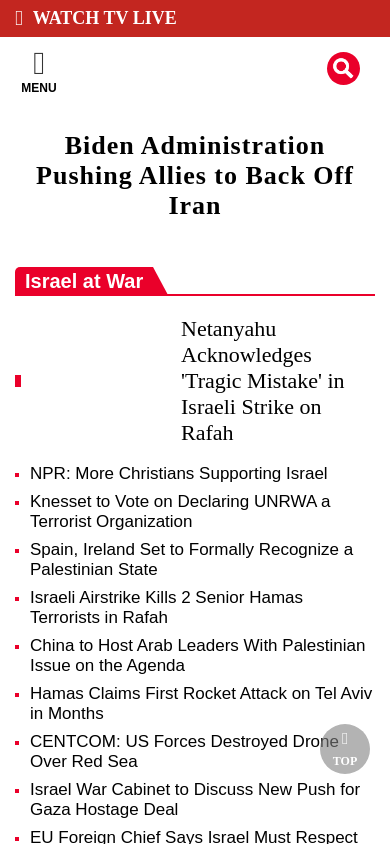 WATCH TV LIVE
MENU
Biden Administration
Pushing Allies to Back Off
Iran
Israel at War
Netanyahu
Acknowledges
'Tragic Mistake' in
Israeli Strike on
Rafah
NPR: More Christians Supporting Israel
Knesset to Vote on Declaring UNRWA a
Terrorist Organization
Spain, Ireland Set to Formally Recognize a
Palestinian State
Israeli Airstrike Kills 2 Senior Hamas
Terrorists in Rafah
China to Host Arab Leaders With Palestinian
Issue on the Agenda
Hamas Claims First Rocket Attack on Tel Aviv
in Months
CENTCOM: US Forces Destroyed Drone
Over Red Sea
TOP
Israel War Cabinet to Discuss New Push for
Gaza Hostage Deal
EU Foreign Chief Says Israel Must Respect